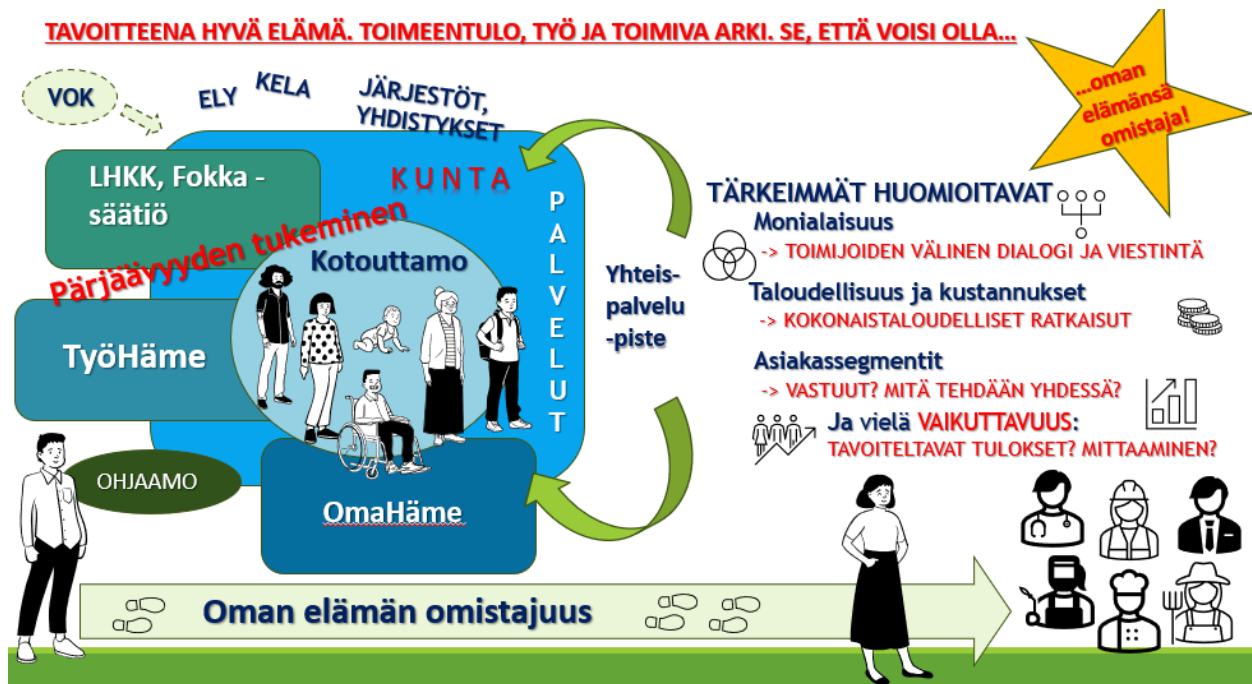 TAVOITTEENA HYVÄ ELÄMÄ. TOIMEENTULO, TYÖ JA TOIMIVA ARKI. SE, ETTÄ VOISI OLLA...
...oman
elämänsä
omistaja!
VOK
ELY
KELA
JÄRJESTÖT,
YHDISTYKSET
LHKK, Fokka -
säätiö
KUNTA
PALVELUT
Pärjäävyyden tukeminen
Kotouttamo
TyöHäme
OHJAAMO
OmaHäme
Yhteis-
palvelu
-piste
TÄRKEIMMÄT HUOMIOITAVAT
Monialaisuus
-> TOIMIJOIDEN VÄLINEN DIALOGI JA VIESTINTÄ
Taloudellisuus ja kustannukset
-> KOKONAISTALOUDELLISET RATKAISUT
Asiakassegmentit
-> VASTUUT? MITÄ TEHDÄÄN YHDESSÄ?
Ja vielä VAIKUTTAVUUS:
TAVOITELTAVAT TULOKSET? MITTAAMINEN?
Oman elämän omistajuus